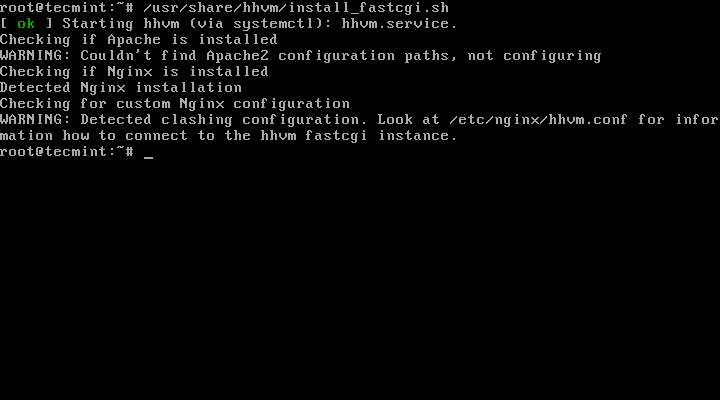 root@tecmint:~# /usr/share/hhvm/install_fastcgi.sh
[ ok ] Starting hhvm (via systemctl): hhvm.service.
Checking if Apache is installed
WARNING: Couldn't find Apache2 configuration paths, not configuring
Checking if Nginx is installed
Detected Nginx installation
Checking for custom Nginx configuration
WARNING: Detected clashing configuration. Look at /etc/nginx/hhvm.conf for infor
mation how to connect to the hhvm fastcgi instance.
root@tecmint:~# _